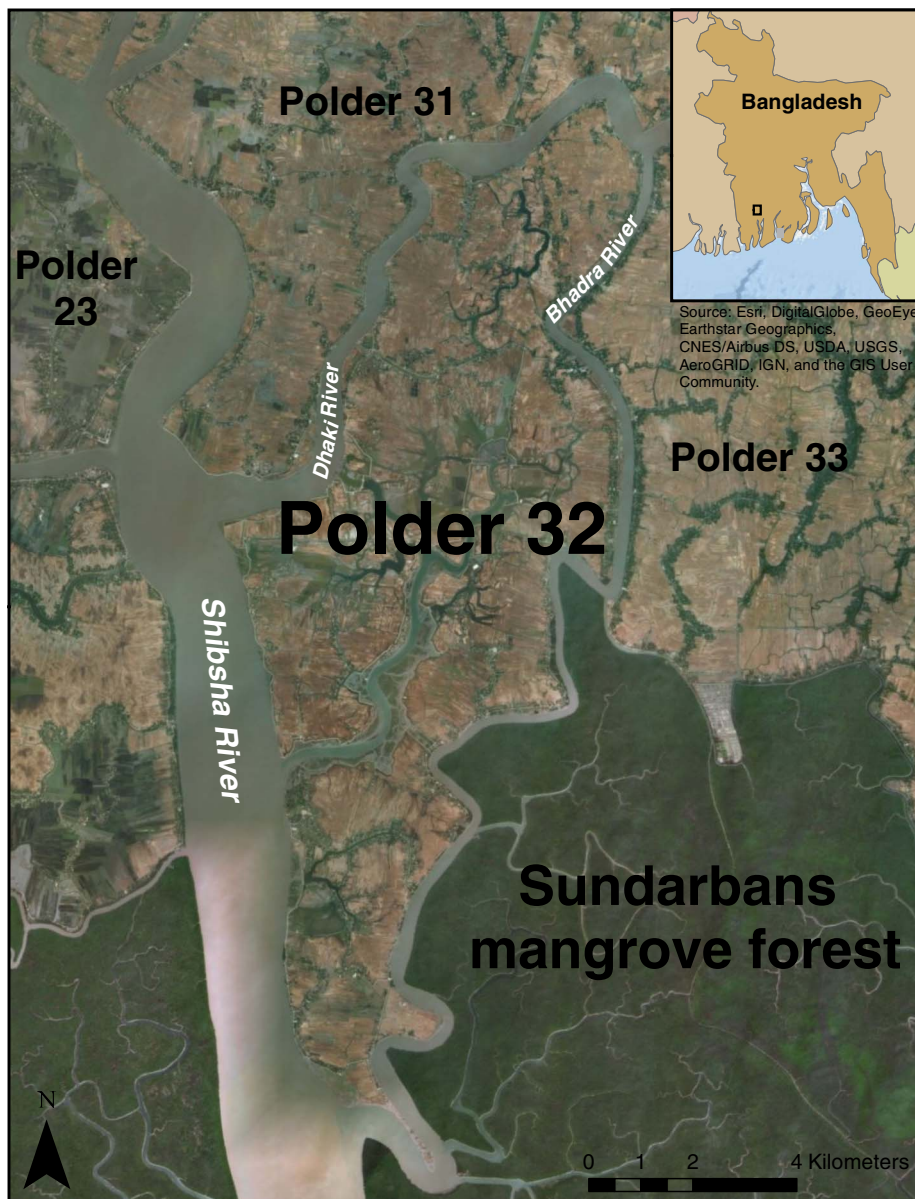 Polder 31
Bangladesh
Polder
23
Bhadra River
Source: Esri, DigitalGlobe, GeoEye
Earthstar Geographics,
CNES/Airbus DS, USDA, USGS,
AeroGRID, IGN, and the GIS User
Community.
Dhaki River
Polder 33
Polder 32
Shibsha River
Sundarbans
mangrove forest
N
0 1 2 4 Kilometers